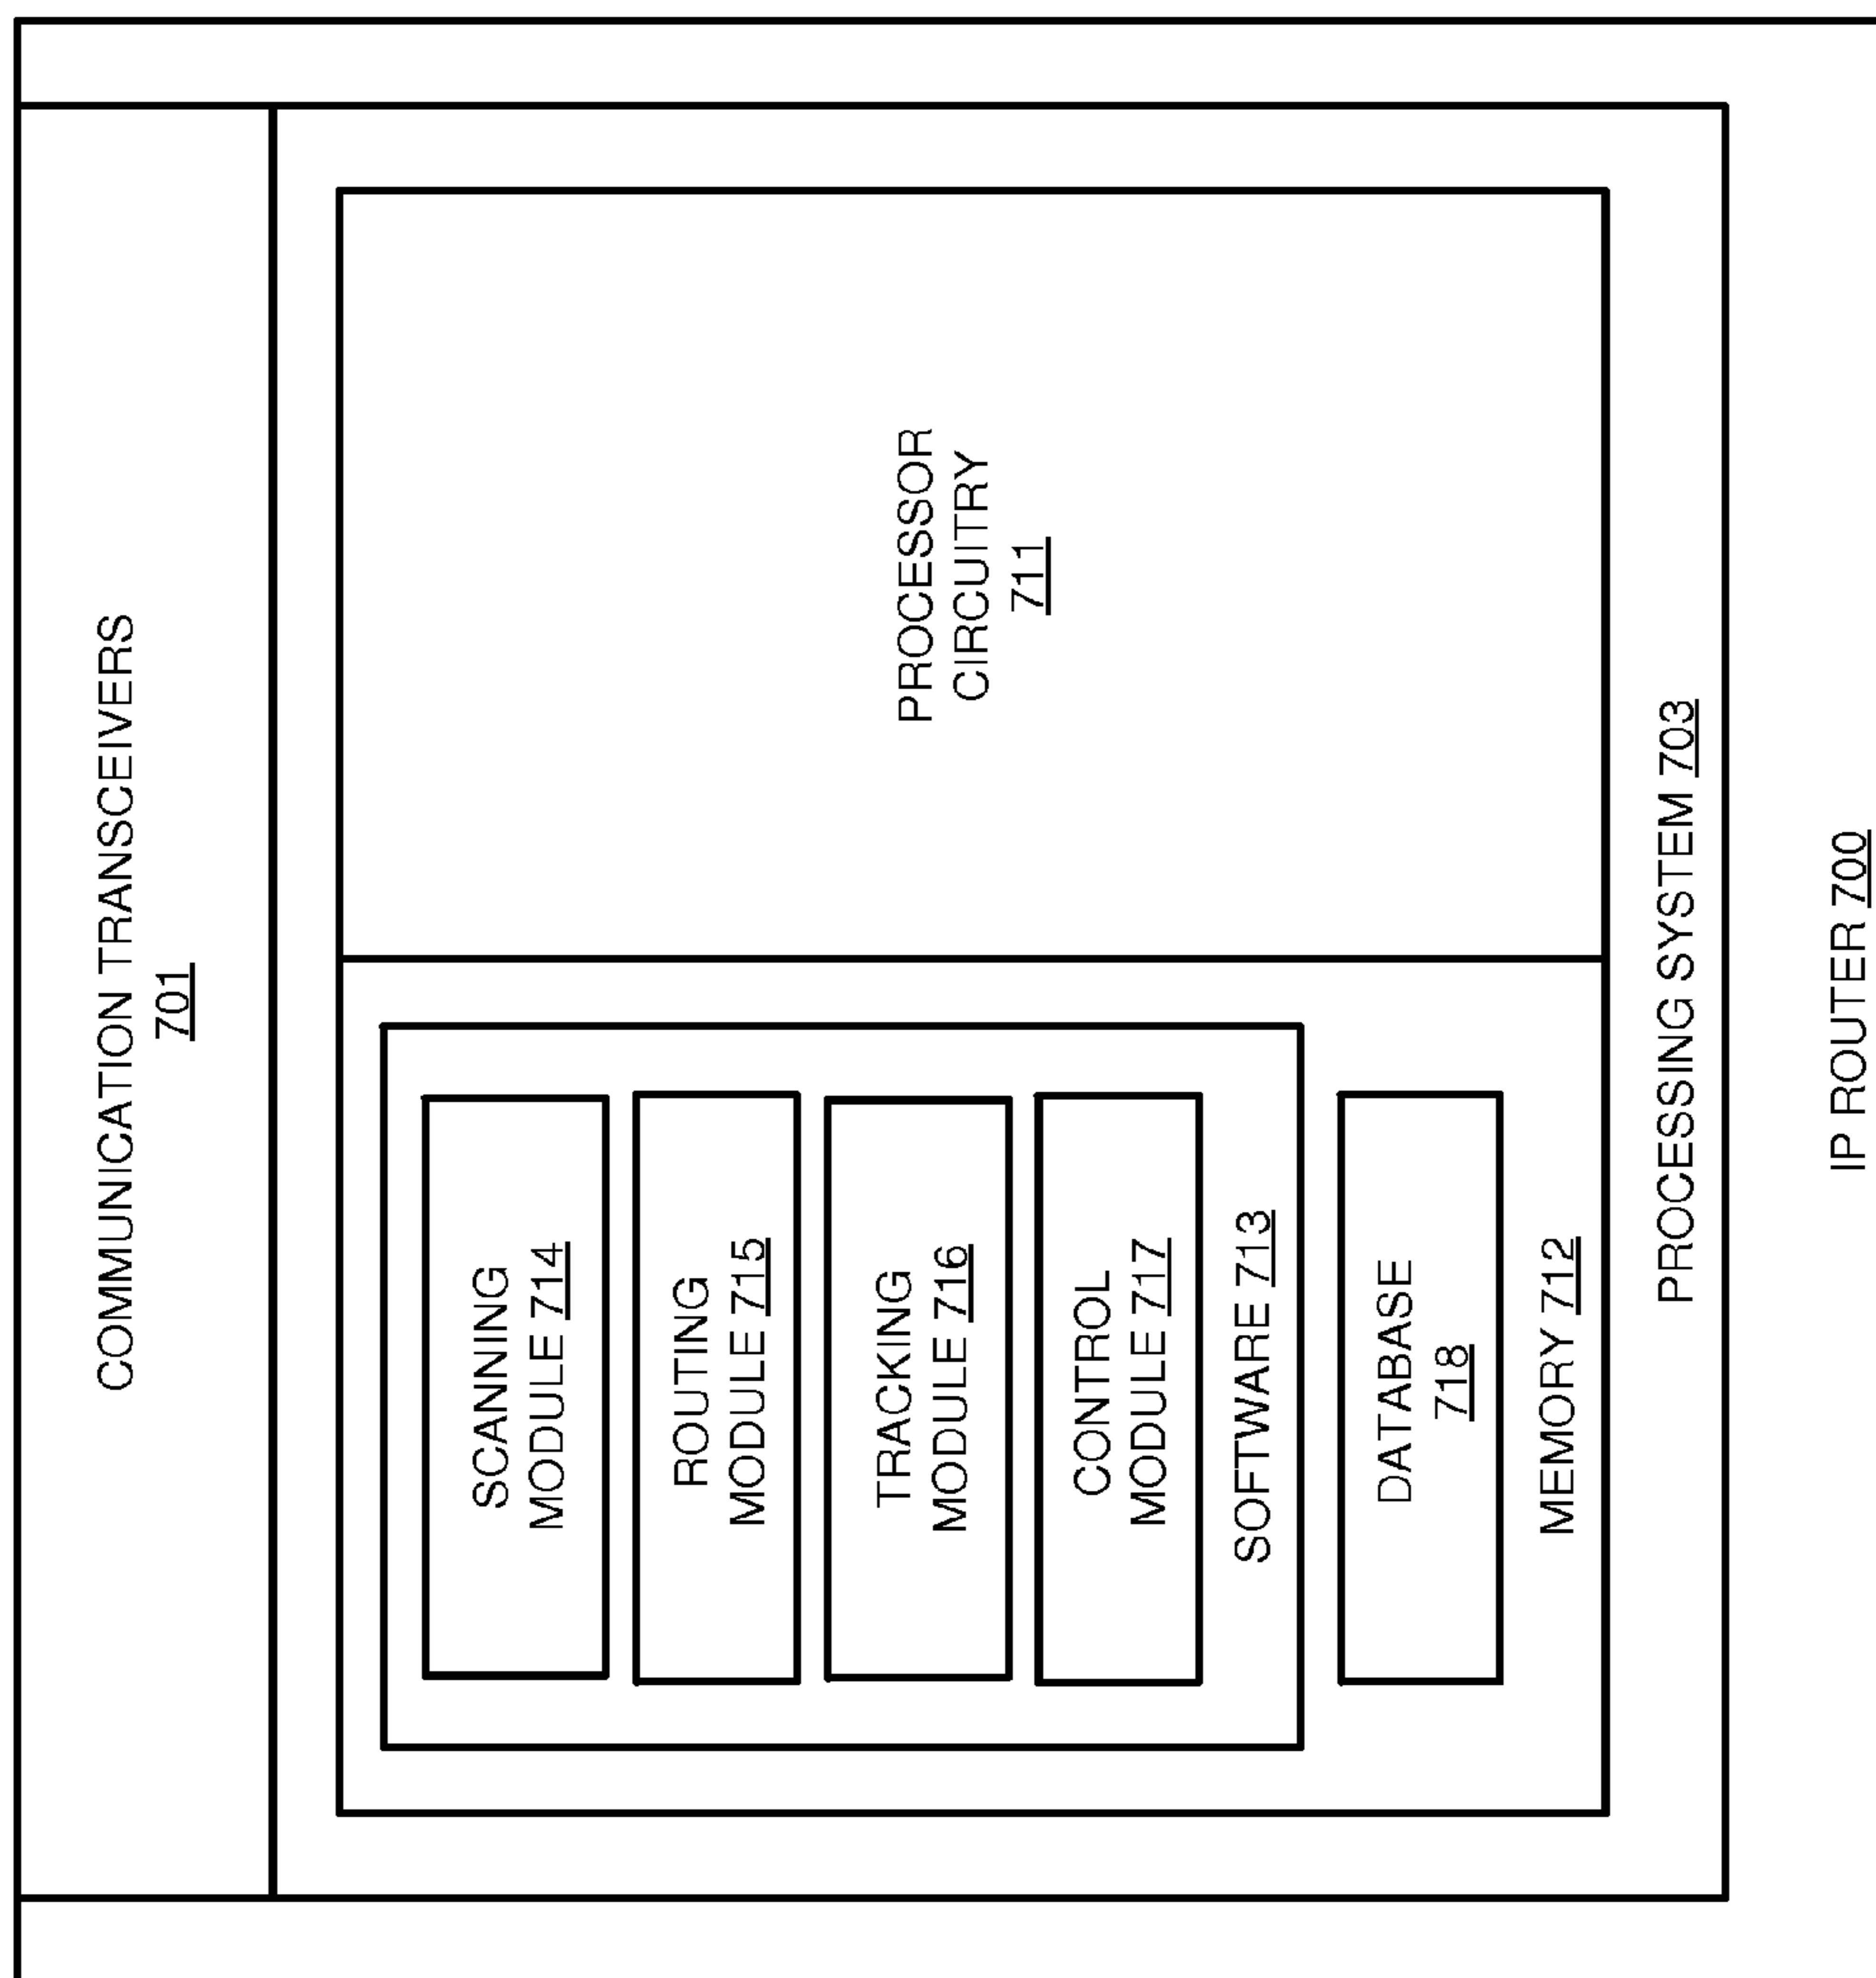 COMMUNICATION TRANSCEIVERS
701
SCANNING
MODULE 714
ROUTING
MODULE 715
TRACKING
MODULE 716
CONTROL
MODULE 717
SOFTWARE 713
DATABASE
718
MEMORY 712
PROCESSOR
CIRCUITRY
711
PROCESSING SYSTEM 703
IP ROUTER 700